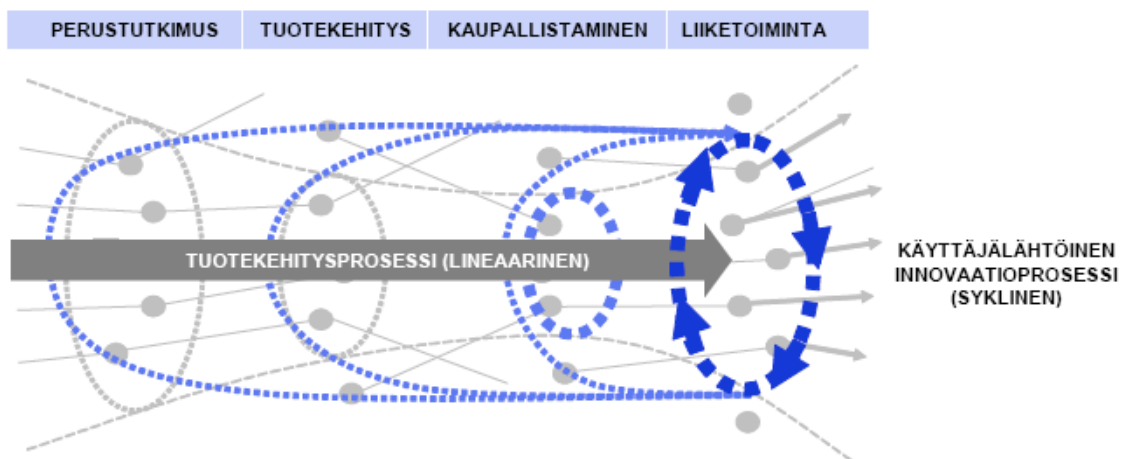 PERUSTUTKIMUS TUOTEKEHITYS KAUPALLISTAMINEN LIIKETOIMINTA
TUOTEKEHITYSPROSESSI (LINEAARINEN)
KÄYTTÄJÄLÄHTÖINEN
INNOVAATIOPROSESSI
(SYKLINEN)